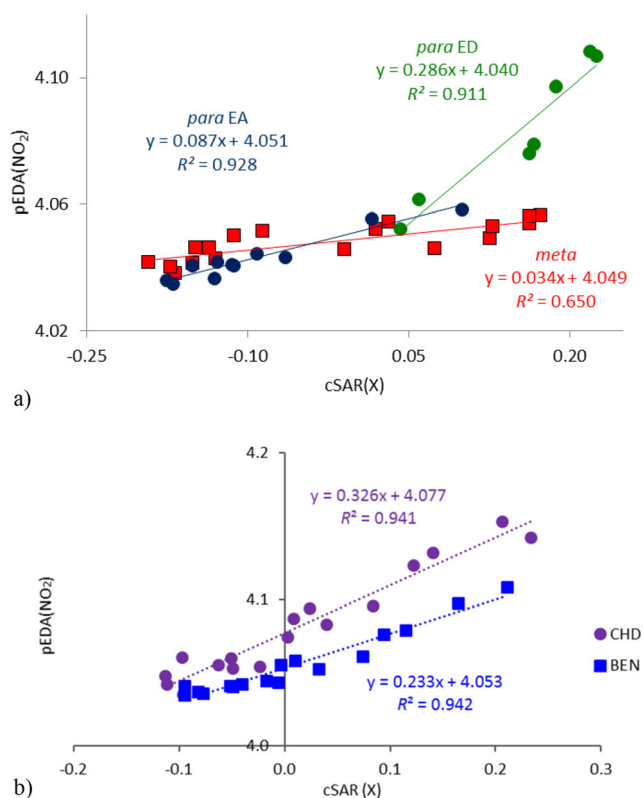 para ED
y = 0.286x + 4.040
R² = 0.911
para EA
y = 0.087x + 4.051
R² = 0.928
meta
y = 0.034x + 4.049
R² = 0.650
pEDA(NO₂)
4.10
4.06
4.02
-0.25 -0.10 0.05 0.20
cSAR(X)
a)
4.2
y = 0.326x + 4.077
R² = 0.941
pEDA(NO₂)
4.1
CHD
BEN
y = 0.233x + 4.053
R² = 0.942
4.0
-0.2 -0.1 0.0 0.1 0.2 0.3
cSAR (X)
b)